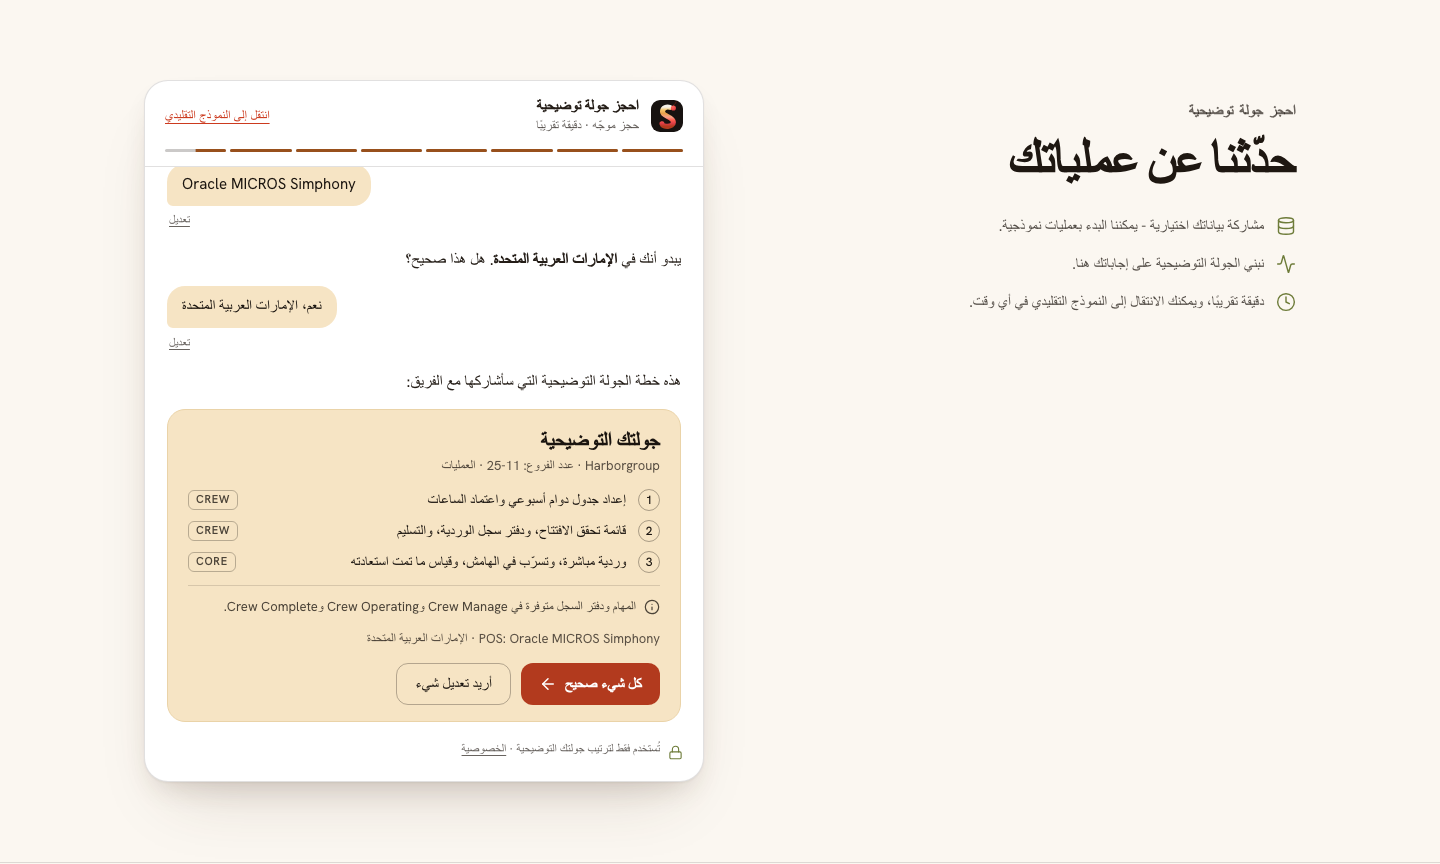 احجز جولة توضيحية
حدّثنا عن عملياتك
مشاركة بياناتك اختيارية - يمكننا البدء بعمليات نموذجية.
نبني الجولة التوضيحية على إجاباتك هنا.
دقيقة تقريبًا، ويمكنك الانتقال إلى النموذج التقليدي في أي وقت.
احجز جولة توضيحية
حجز موجّه · دقيقة تقريبًا
انتقل إلى النموذج التقليدي
Oracle MICROS Simphony
تعديل
يبدو أنك في الإمارات العربية المتحدة. هل هذا صحيح؟
نعم، الإمارات العربية المتحدة
تعديل
هذه خطة الجولة التوضيحية التي سأشاركها مع الفريق:
جولتك التوضيحية
Harborgroup · عدد الفروع: 11-25 · العمليات
1 إعداد جدول دوام أسبوعي واعتماد الساعات CREW
2 قائمة تحقق الافتتاح، ودفتر سجل الوردية، والتسليم CREW
3 وردية مباشرة، وتسرّب في الهامش، وقياس ما تمت استعادته CORE
المهام ودفتر السجل متوفرة في Crew Manage وCrew Operating وCrew Complete.
POS: Oracle MICROS Simphony · الإمارات العربية المتحدة
كل شيء صحيح
أريد تعديل شيء
تُستخدم فقط لترتيب جولتك التوضيحية · الخصوصية